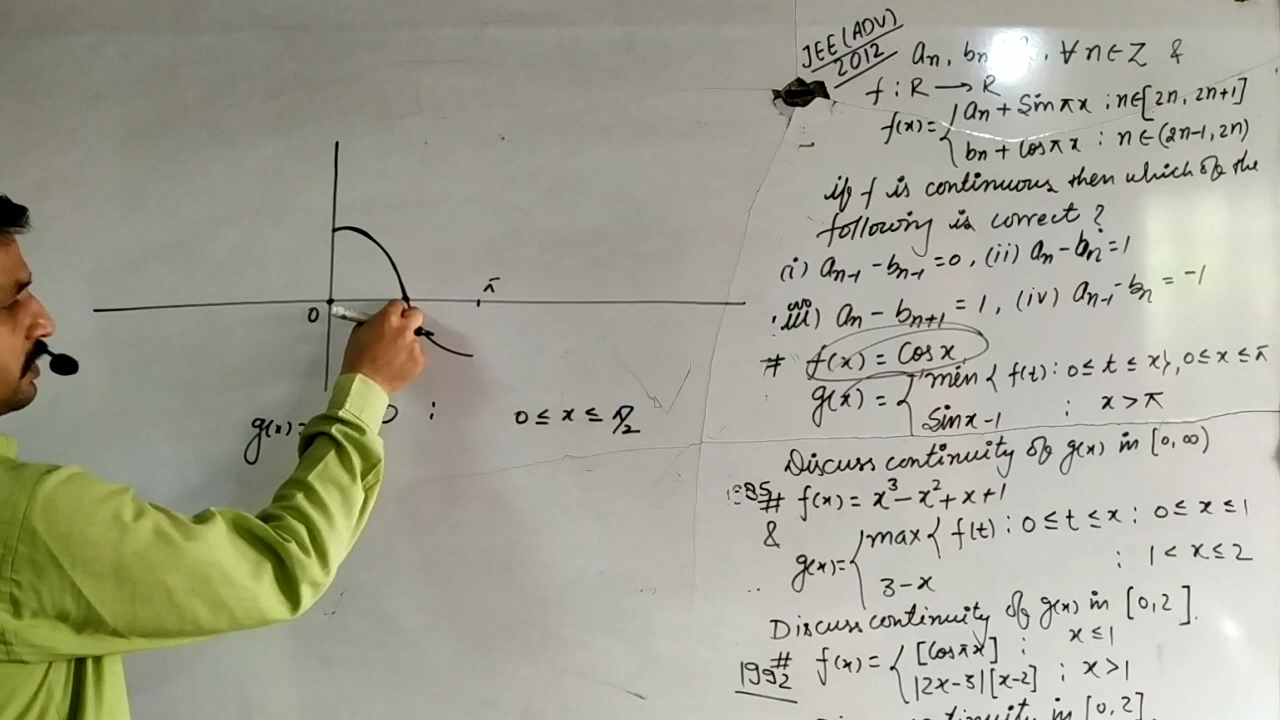 0
π
g(x)=
0 :
0 ≤ x ≤ π/2
JEE (ADV)
2012
an, bn , ∀ n ∈ Z &
f : R → R
f(x) = { an + Sin πx ; n ∈ [2n, 2n+1]
bn + Cos πx : n ∈ (2n-1, 2n)
if f is continuous then which of the
following is correct ?
(i) an-1 - bn-1 = 0, (ii) an - bn = 1
(iii) an - bn+1 = 1, (iv) an-1 - bn = -1
# f(x) = Cos x
g(x) = { min { f(t) : 0 ≤ t ≤ x}, 0 ≤ x ≤ π
Sin x - 1 : x > π
Discuss continuity of g(x) in [0, ∞)
1985 # f(x) = x³ - x² + x + 1
&
g(x) = { max { f(t) : 0 ≤ t ≤ x : 0 ≤ x ≤ 1
3 - x : 1 < x ≤ 2
Discuss continuity of g(x) in [0, 2].
1992 # f(x) = { [Cos πx] : x ≤ 1
|2x-3|[x-2] : x > 1
in [0, 2].